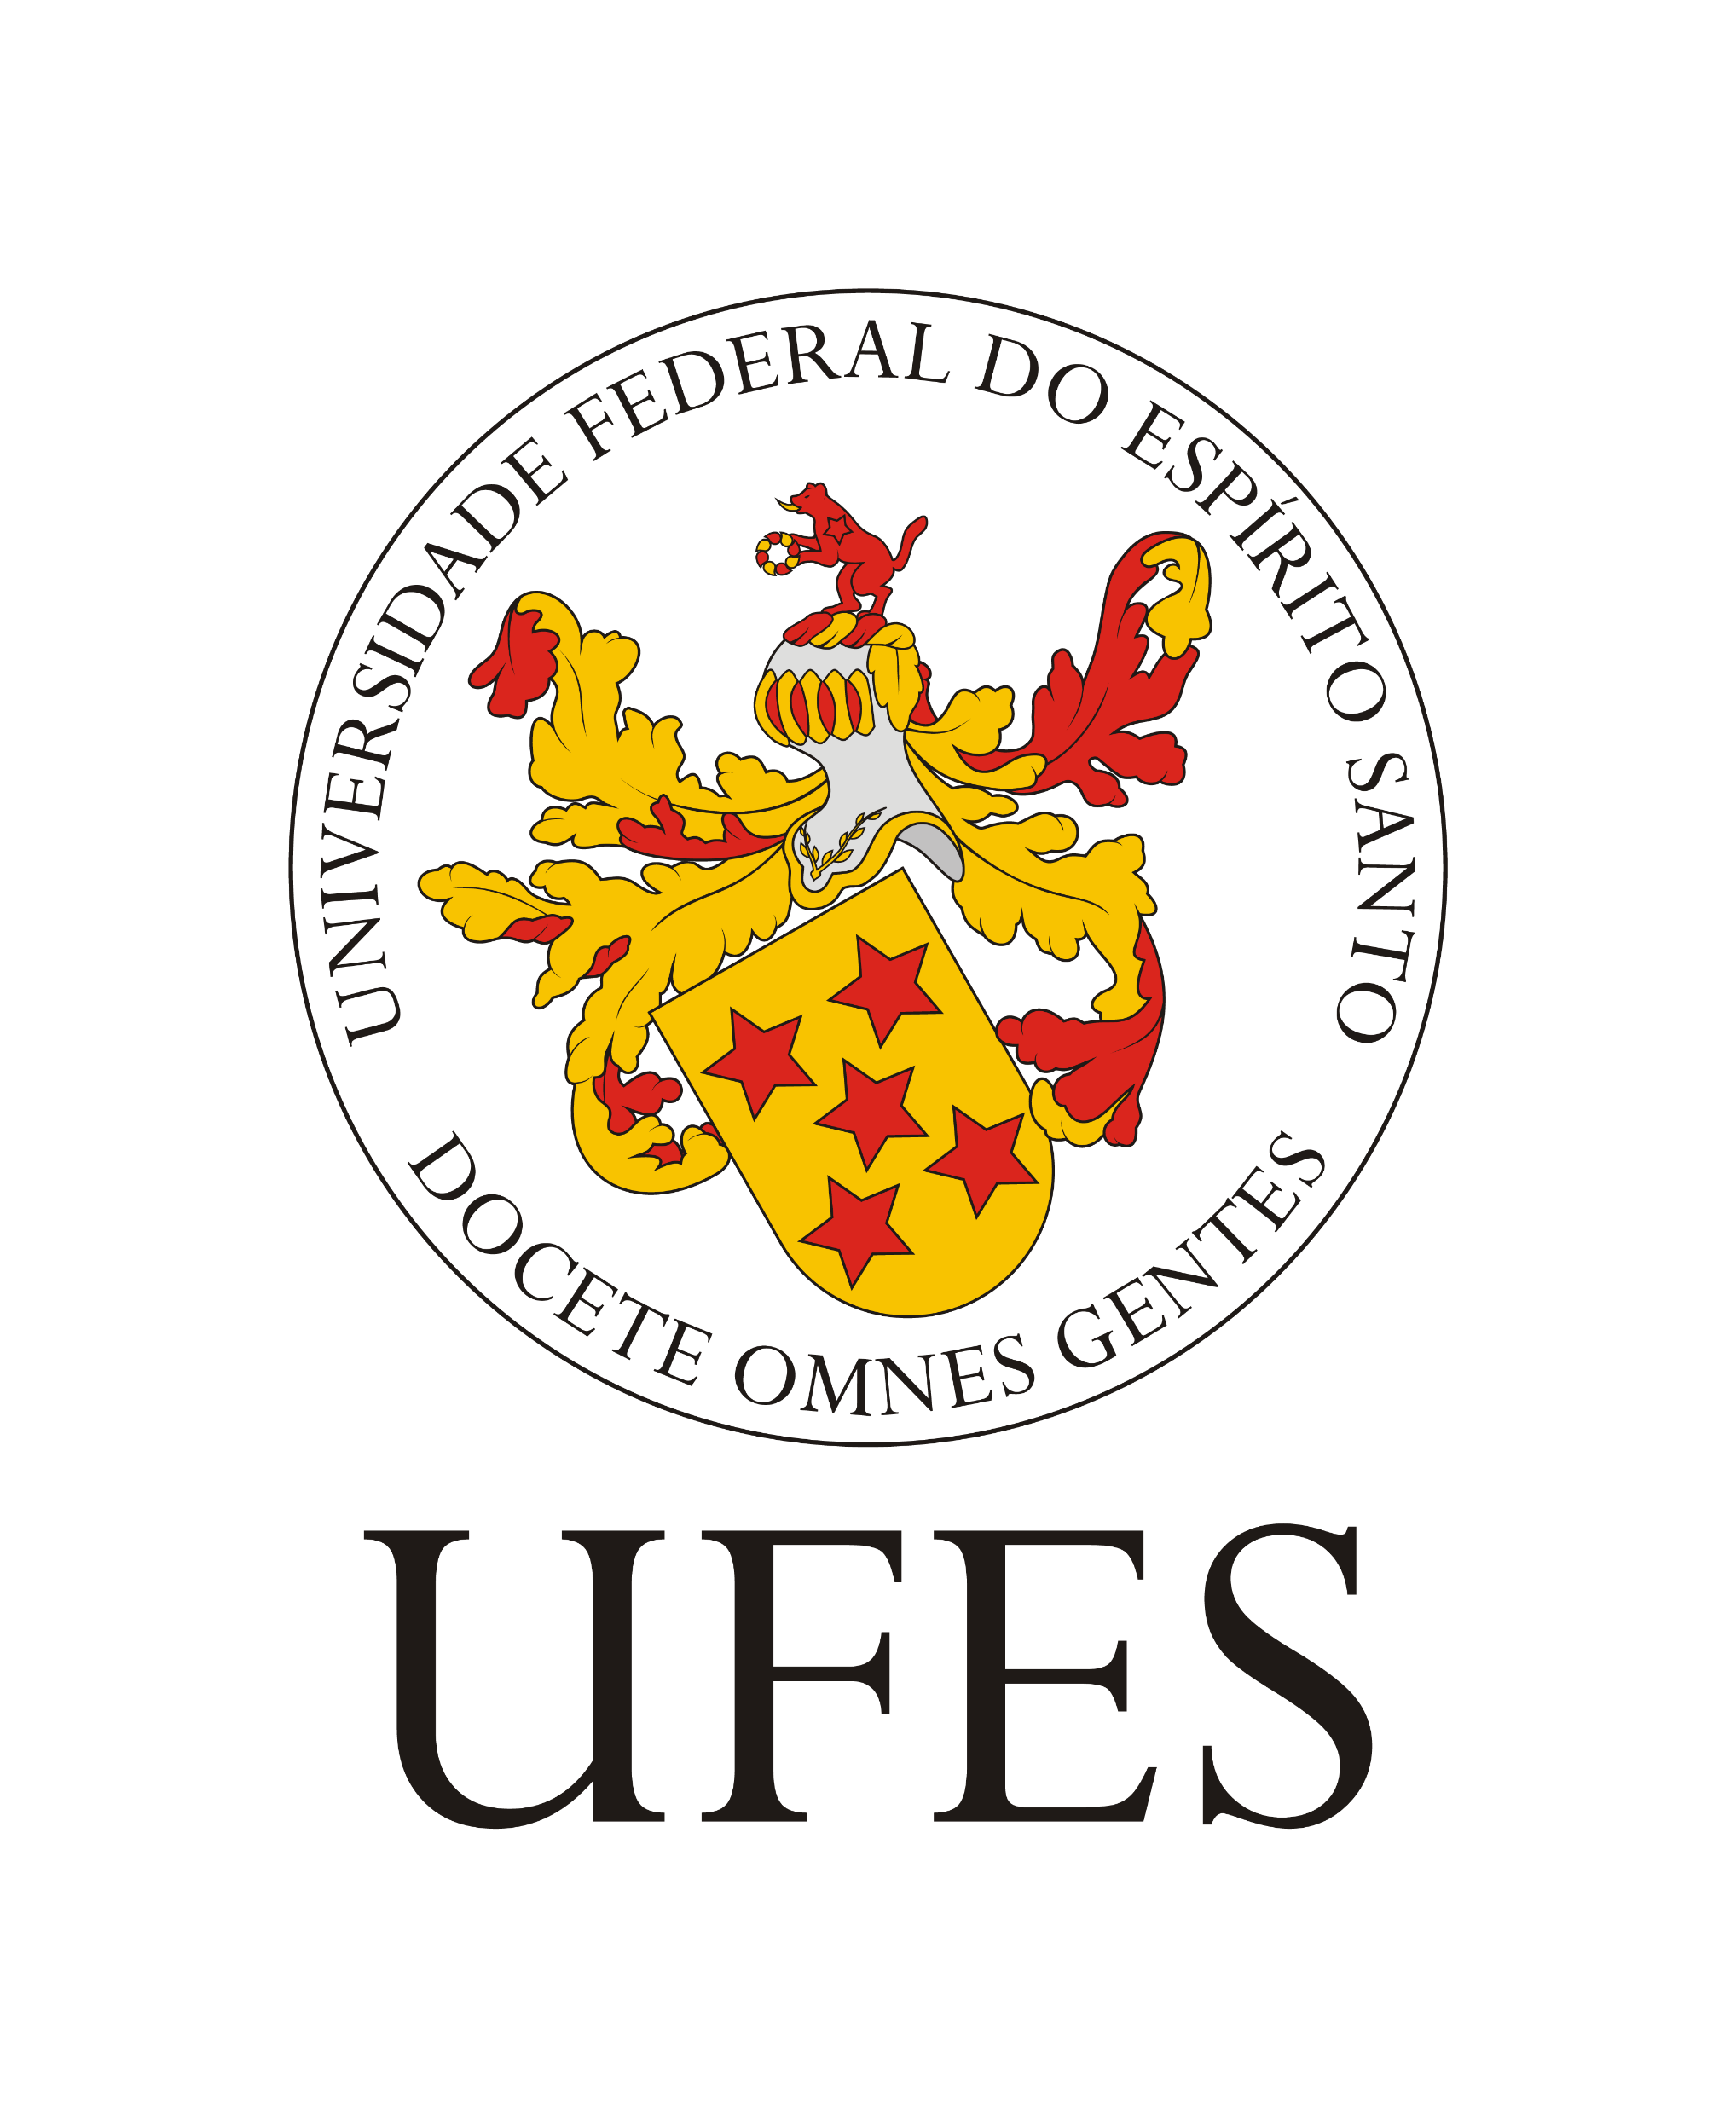 UNIVERSIDADE FEDERAL DO ESPÍRITO SANTO
DOCETE OMNES GENTES
UFES